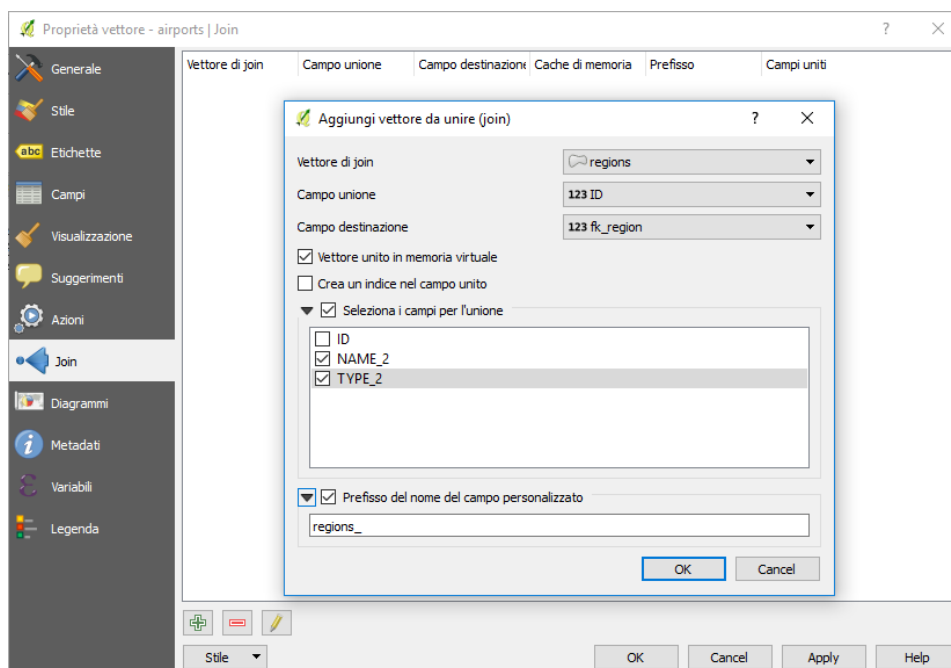 Proprietà vettore - airports | Join
Generale
Stile
abc Etichette
Campi
Visualizzazione
Suggerimenti
Azioni
Join
Diagrammi
Metadati
Variabili
Legenda
Vettore di join Campo unione Campo destinazione Cache di memoria Prefisso Campi uniti
Aggiungi vettore da unire (join)
Vettore di join regions
Campo unione 123 ID
Campo destinazione 123 fk_region
Vettore unito in memoria virtuale
Crea un indice nel campo unito
Seleziona i campi per l'unione
ID
NAME_2
TYPE_2
Prefisso del nome del campo personalizzato
regions_
OK Cancel
Stile OK Cancel Apply Help